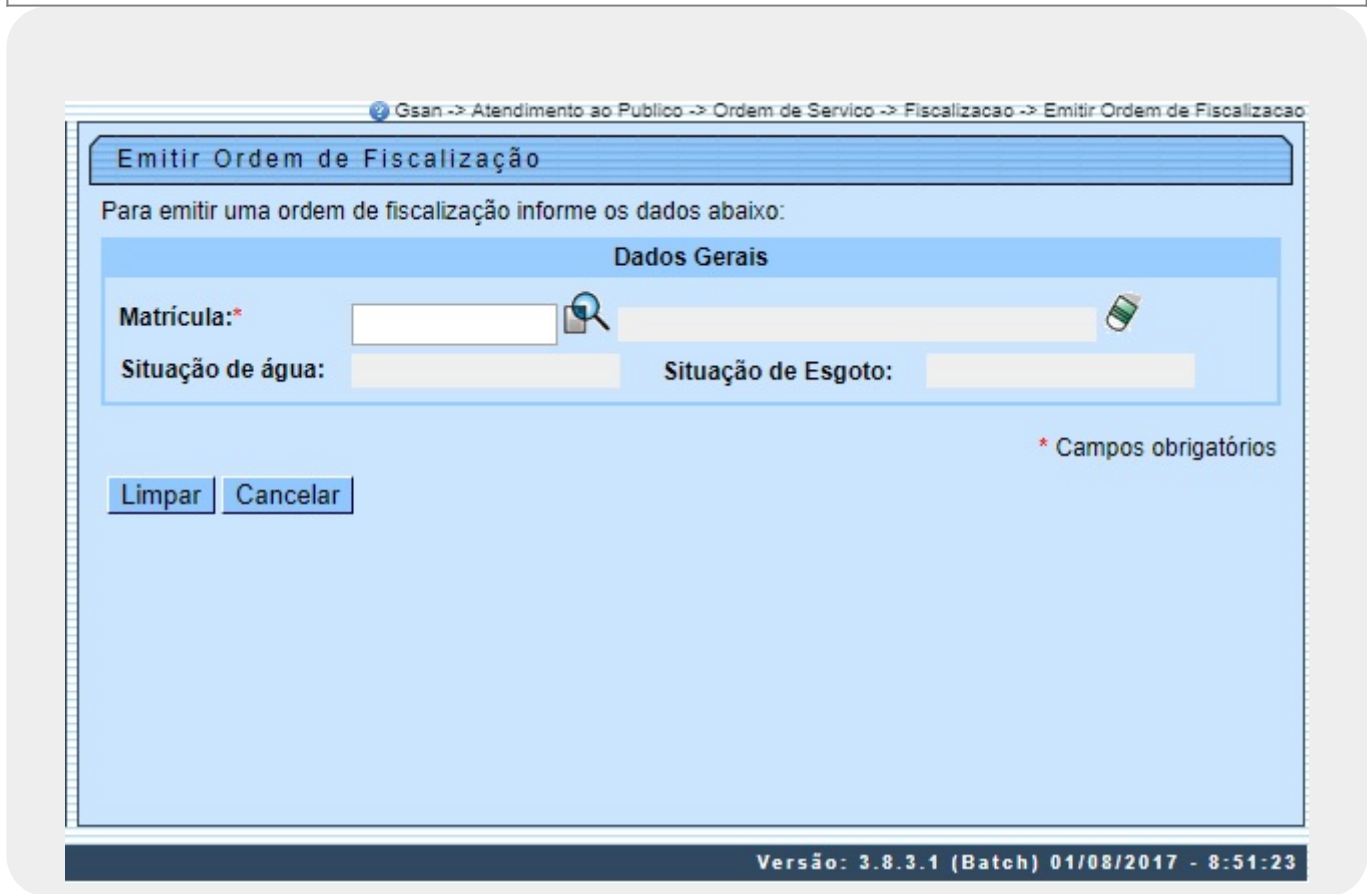 Gsan -> Atendimento ao Publico -> Ordem de Servico -> Fiscalizacao -> Emitir Ordem de Fiscalizacao
Emitir Ordem de Fiscalização
Para emitir uma ordem de fiscalização informe os dados abaixo:
Dados Gerais
Matrícula:*
Situação de água: Situação de Esgoto:
* Campos obrigatórios
Limpar Cancelar
Versão: 3.8.3.1 (Batch) 01/08/2017 - 8:51:23